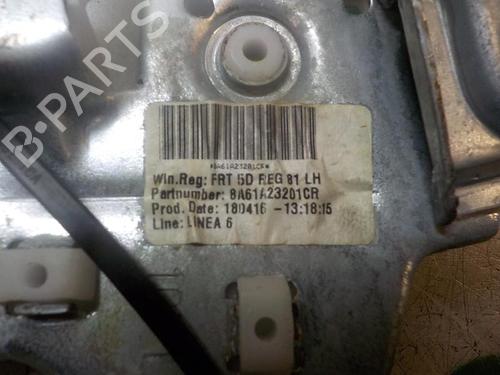 *8A61A23201CR*
Win.Reg: FRT 5D REG 81 LH
Partnumber: 8A61A23201CR
Prod. Date: 180416 -13:18:15
Line: LINEA 6
B-PARTS